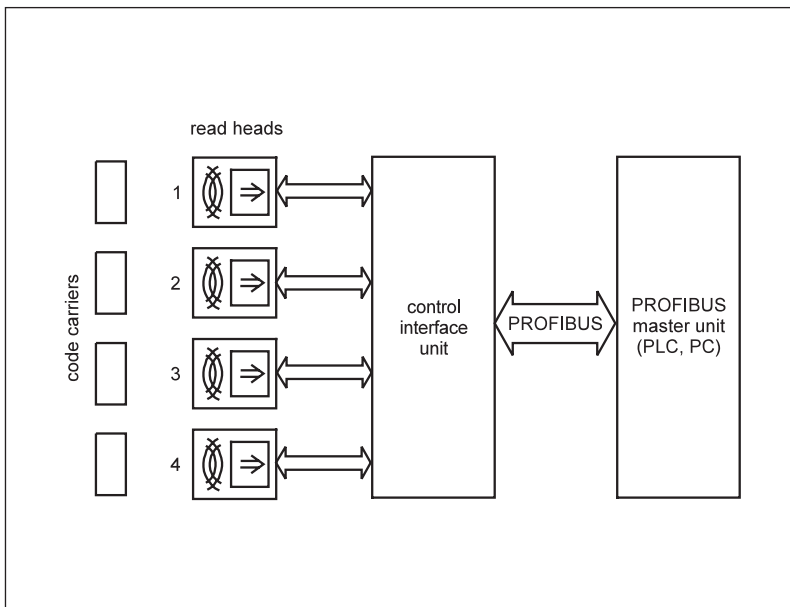 read heads
code carriers
1
2
3
4
control
interface
unit
PROFIBUS
PROFIBUS
master unit
(PLC, PC)